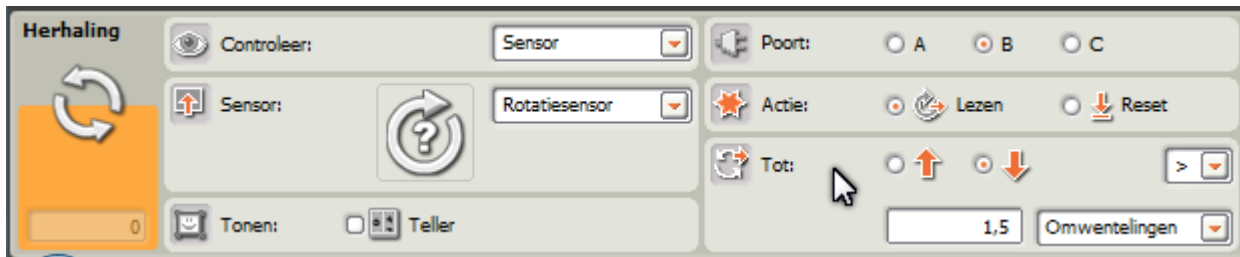 Herhaling
0
Controleer: Sensor
Sensor: Rotatiesensor
Tonen: Teller
Poort: A B C
Actie: Lezen Reset
Tot: >
1,5 Omwentelingen